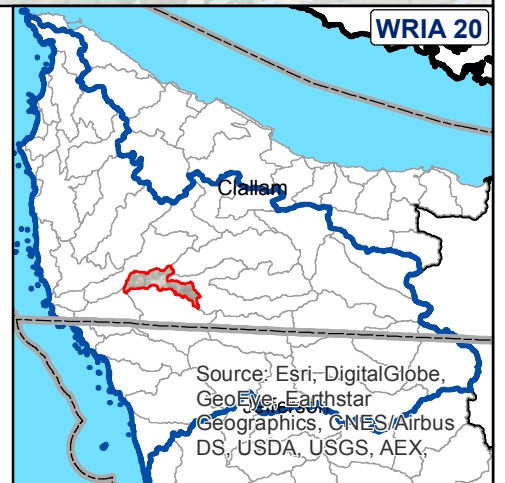 WRIA 20
Clallam
Source: Esri, DigitalGlobe,
GeoEye, Earthstar
Geographics, CNES/Airbus
DS, USDA, USGS, AEX,